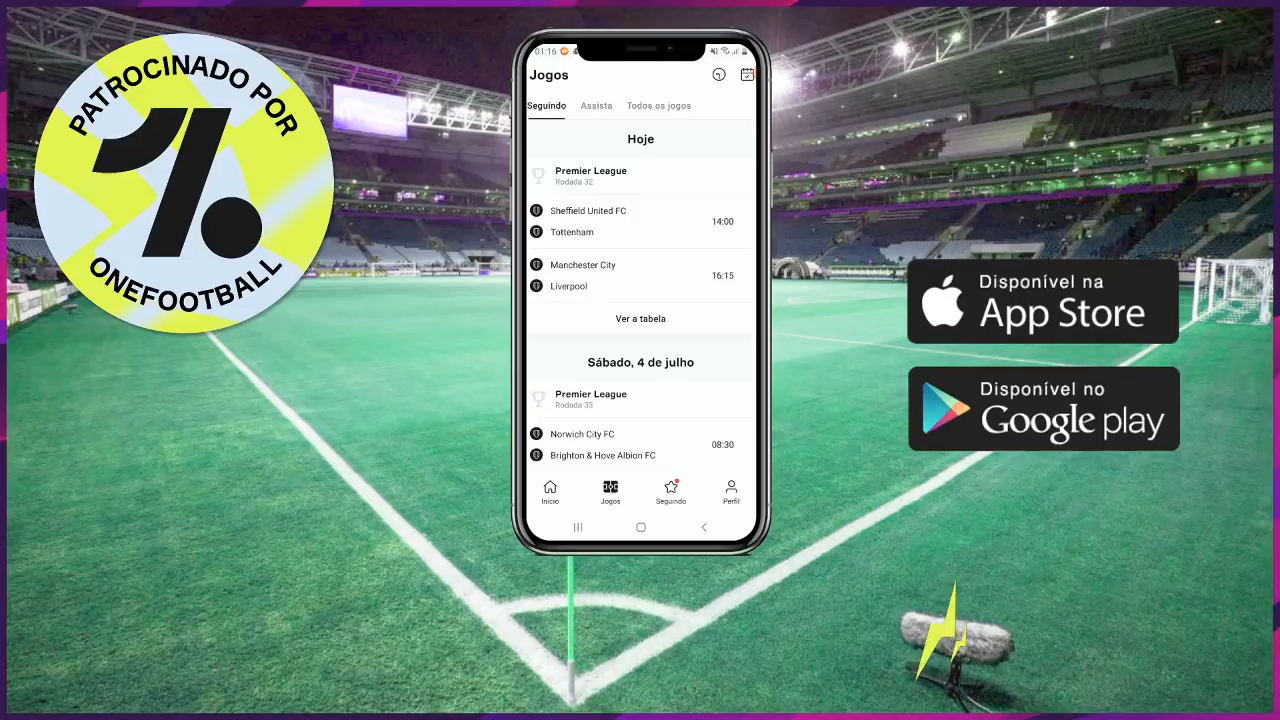 PATROCINADO POR
ONEFOOTBALL
01:16
Jogos
Seguindo Assista Todos os jogos
Hoje
Premier League
Rodada 32
Sheffield United FC
14:00
Tottenham
Manchester City
16:15
Liverpool
Ver a tabela
Sábado, 4 de julho
Premier League
Rodada 33
Norwich City FC
08:30
Brighton & Hove Albion FC
Início Jogos Seguindo Perfil
Disponível na
App Store
Disponível no
Google play